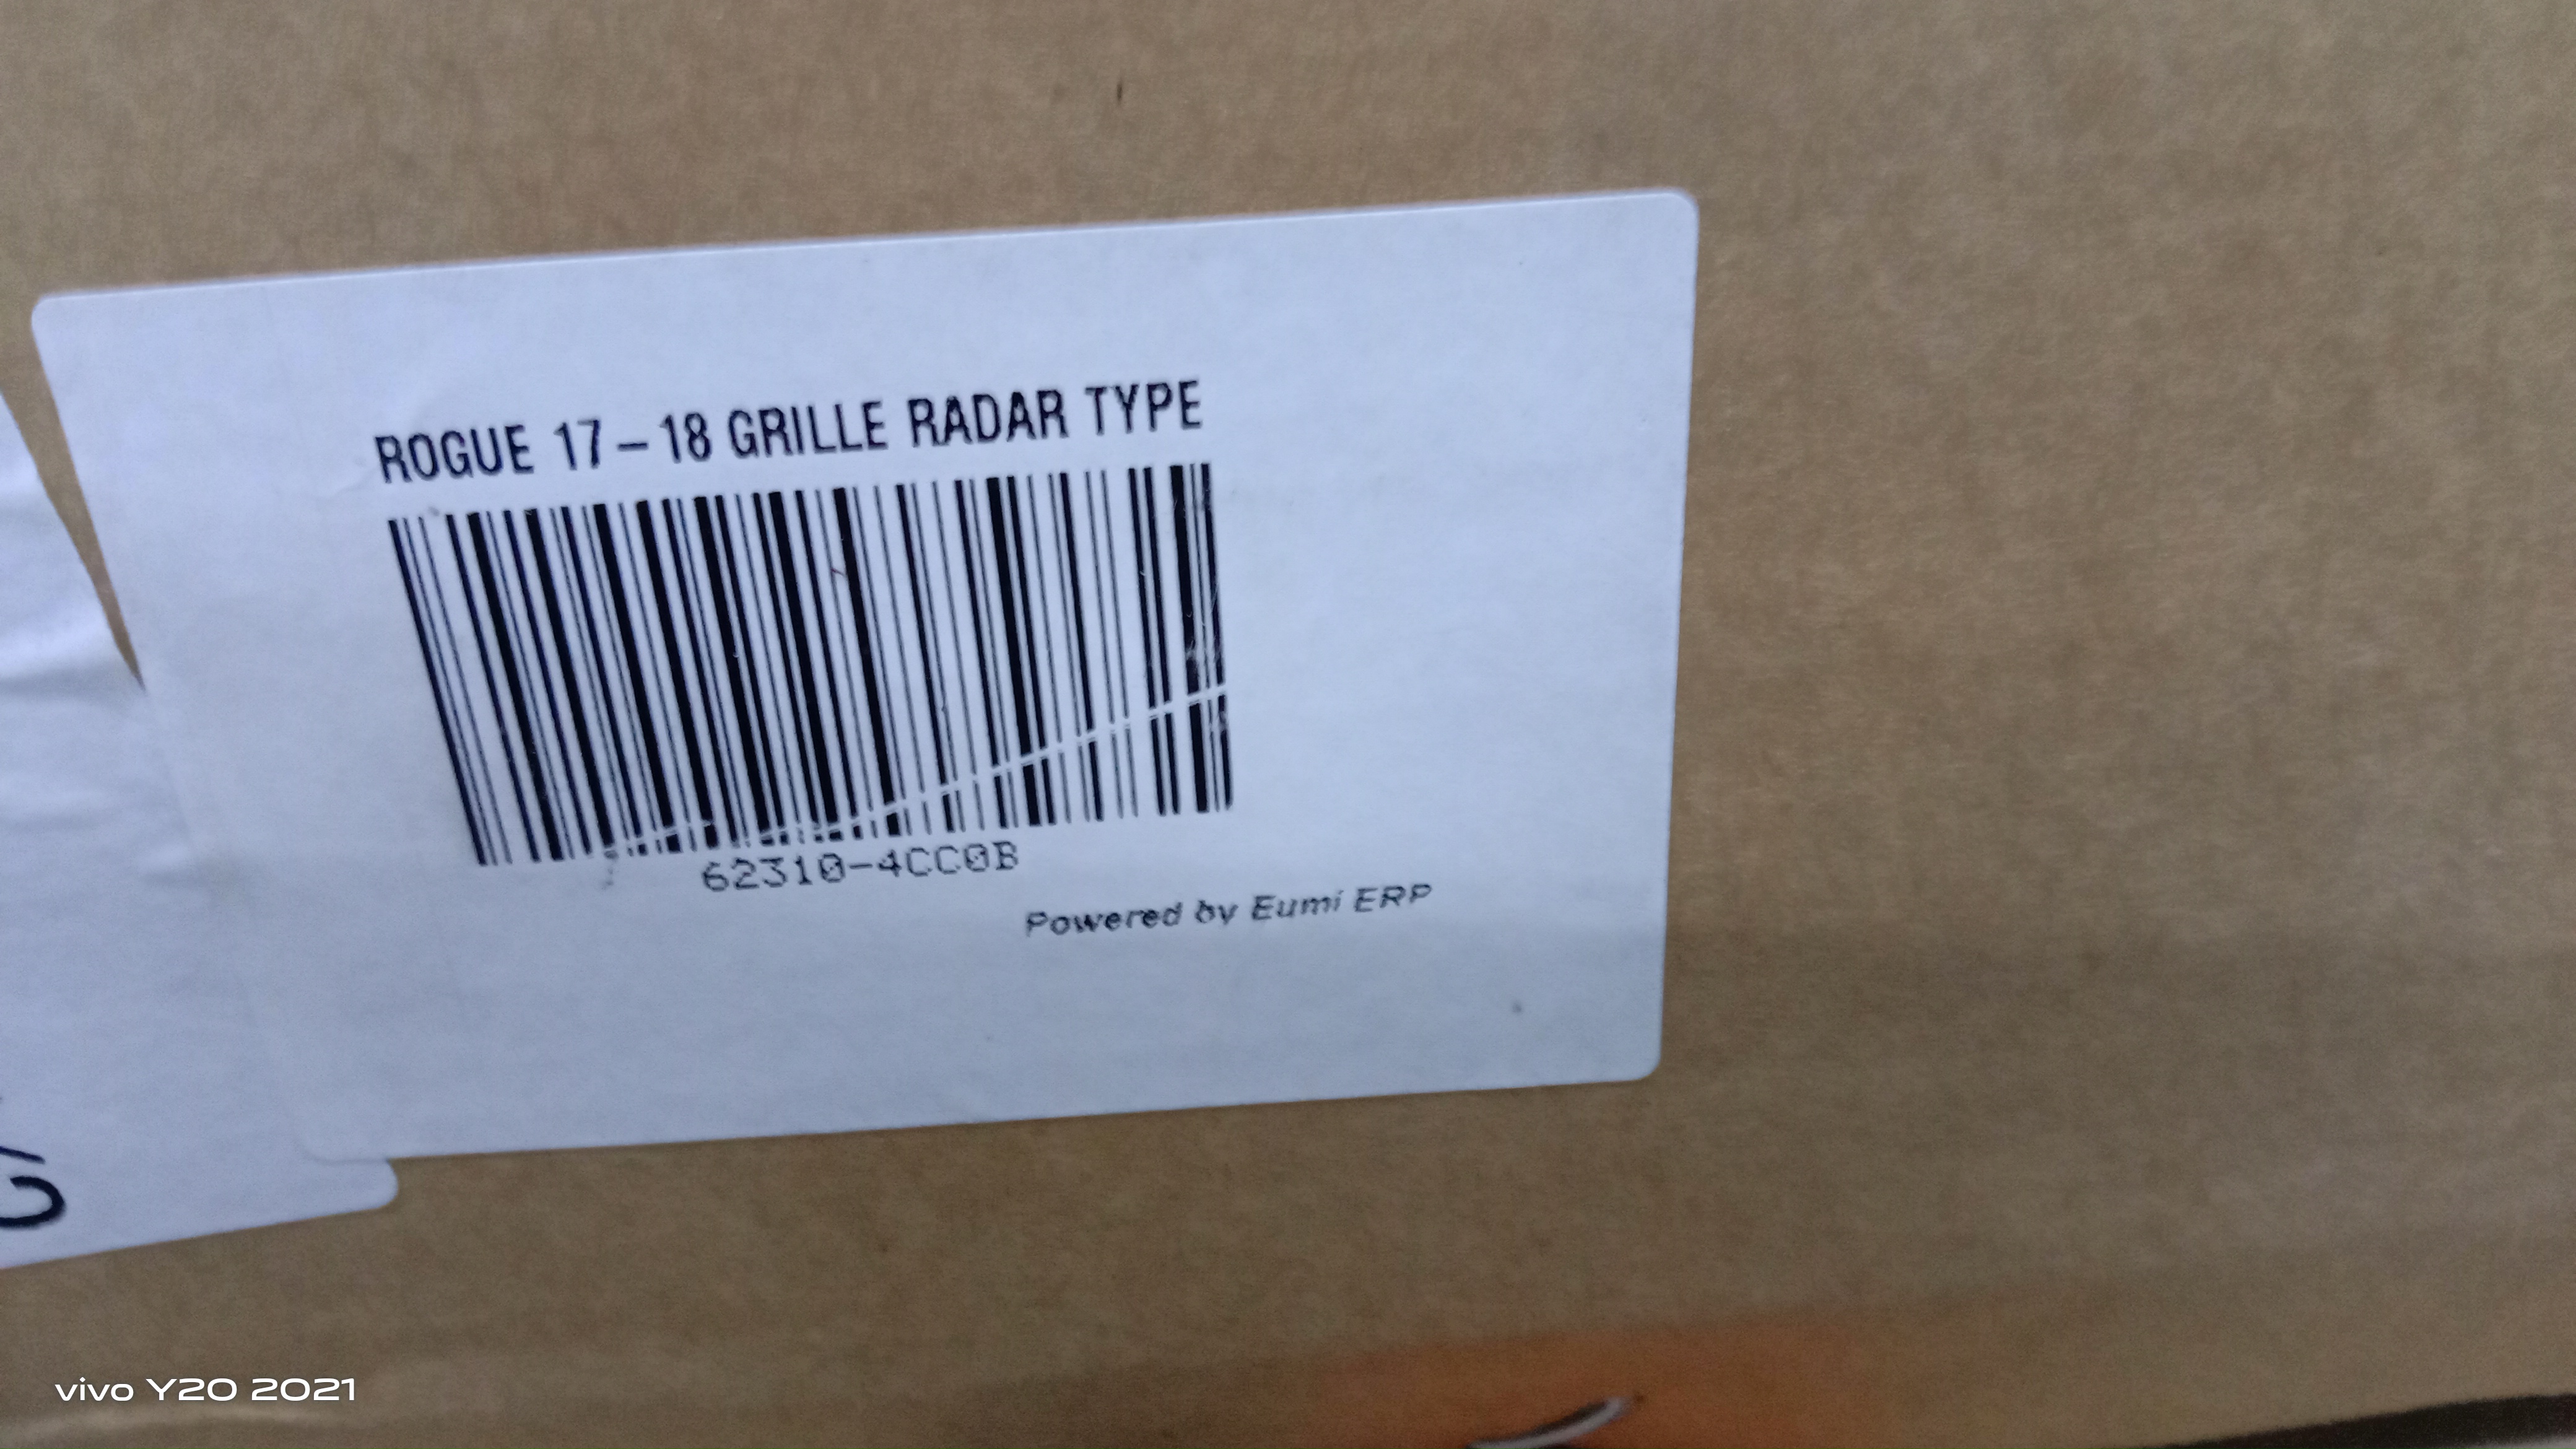 ROGUE 17-18 GRILLE RADAR TYPE
62310-4CC0B
Powered by Eumi ERP
vivo Y20 2021